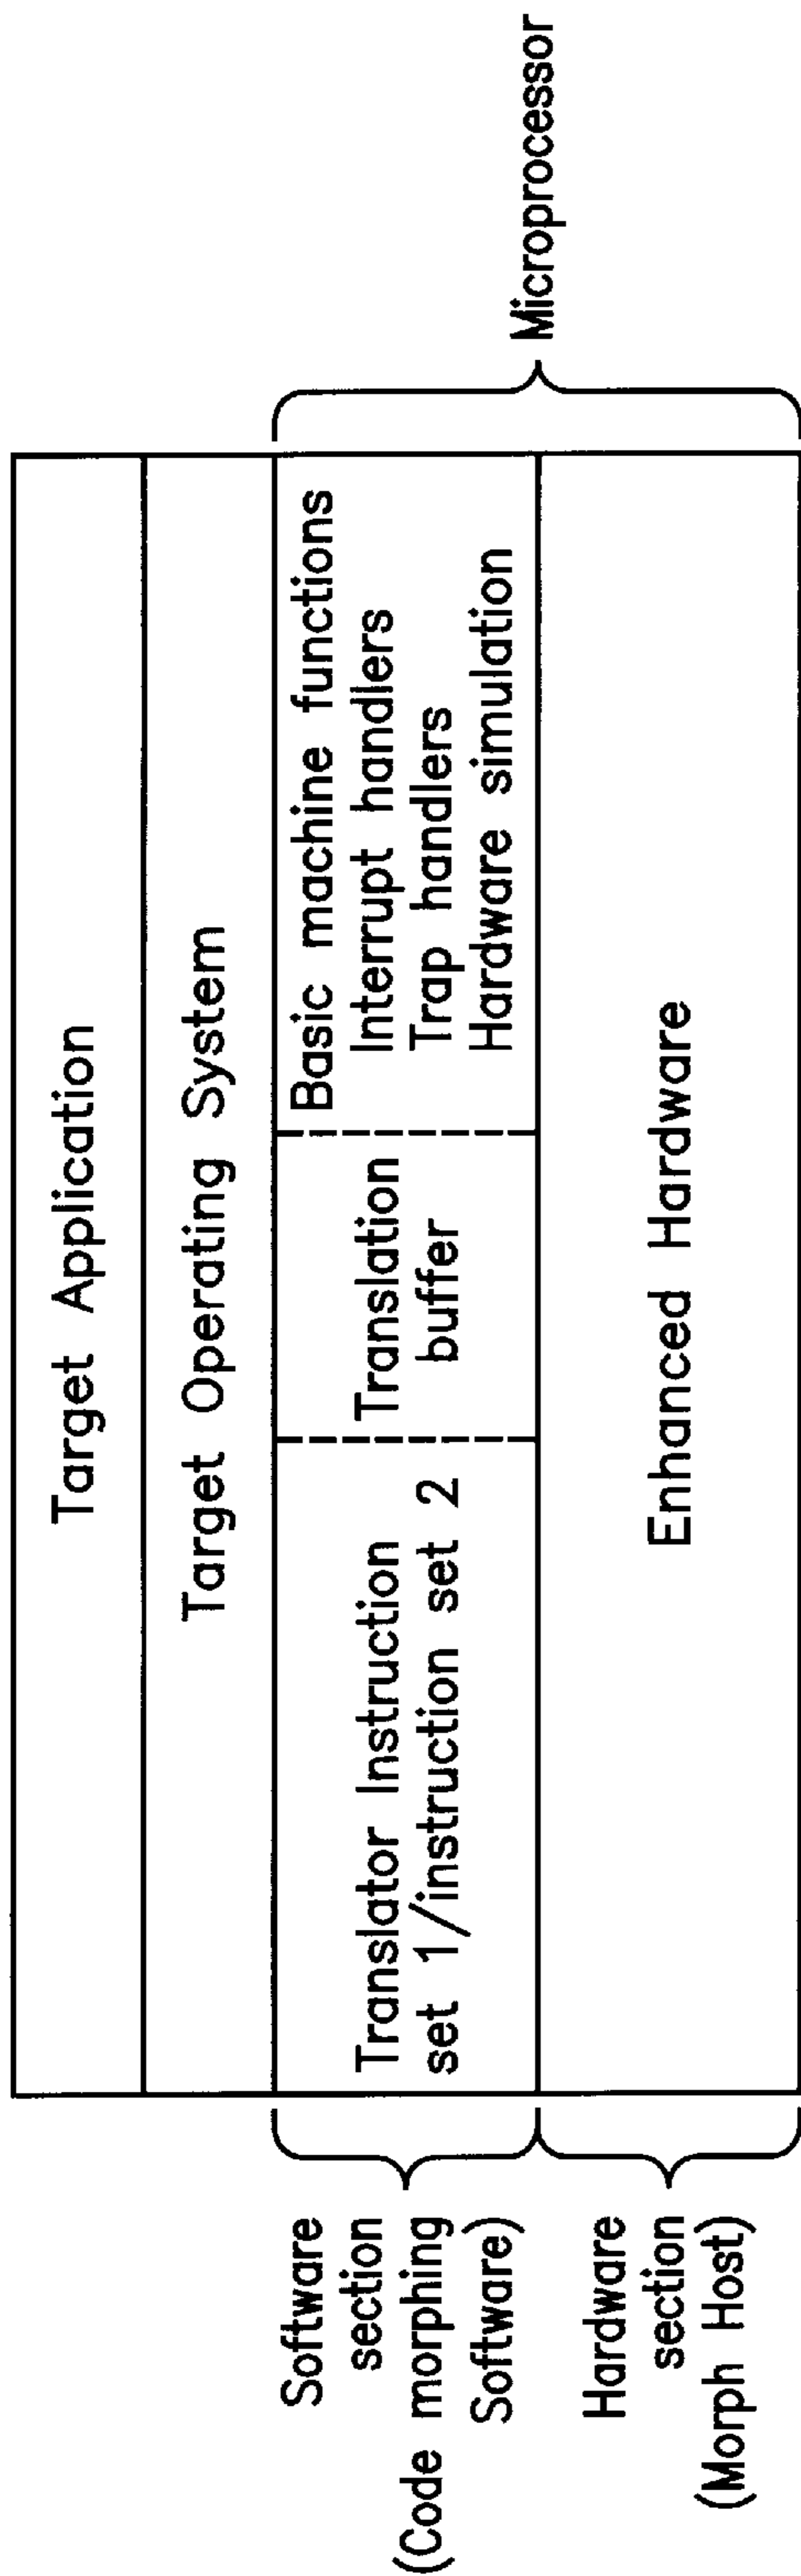 Target Application
Target Operating System
Software
section
(Code morphing
Software)
Translator Instruction
set 1/instruction set 2
Translation
buffer
Basic machine functions
Interrupt handlers
Trap handlers
Hardware simulation
Microprocessor
Hardware
section
(Morph Host)
Enhanced Hardware